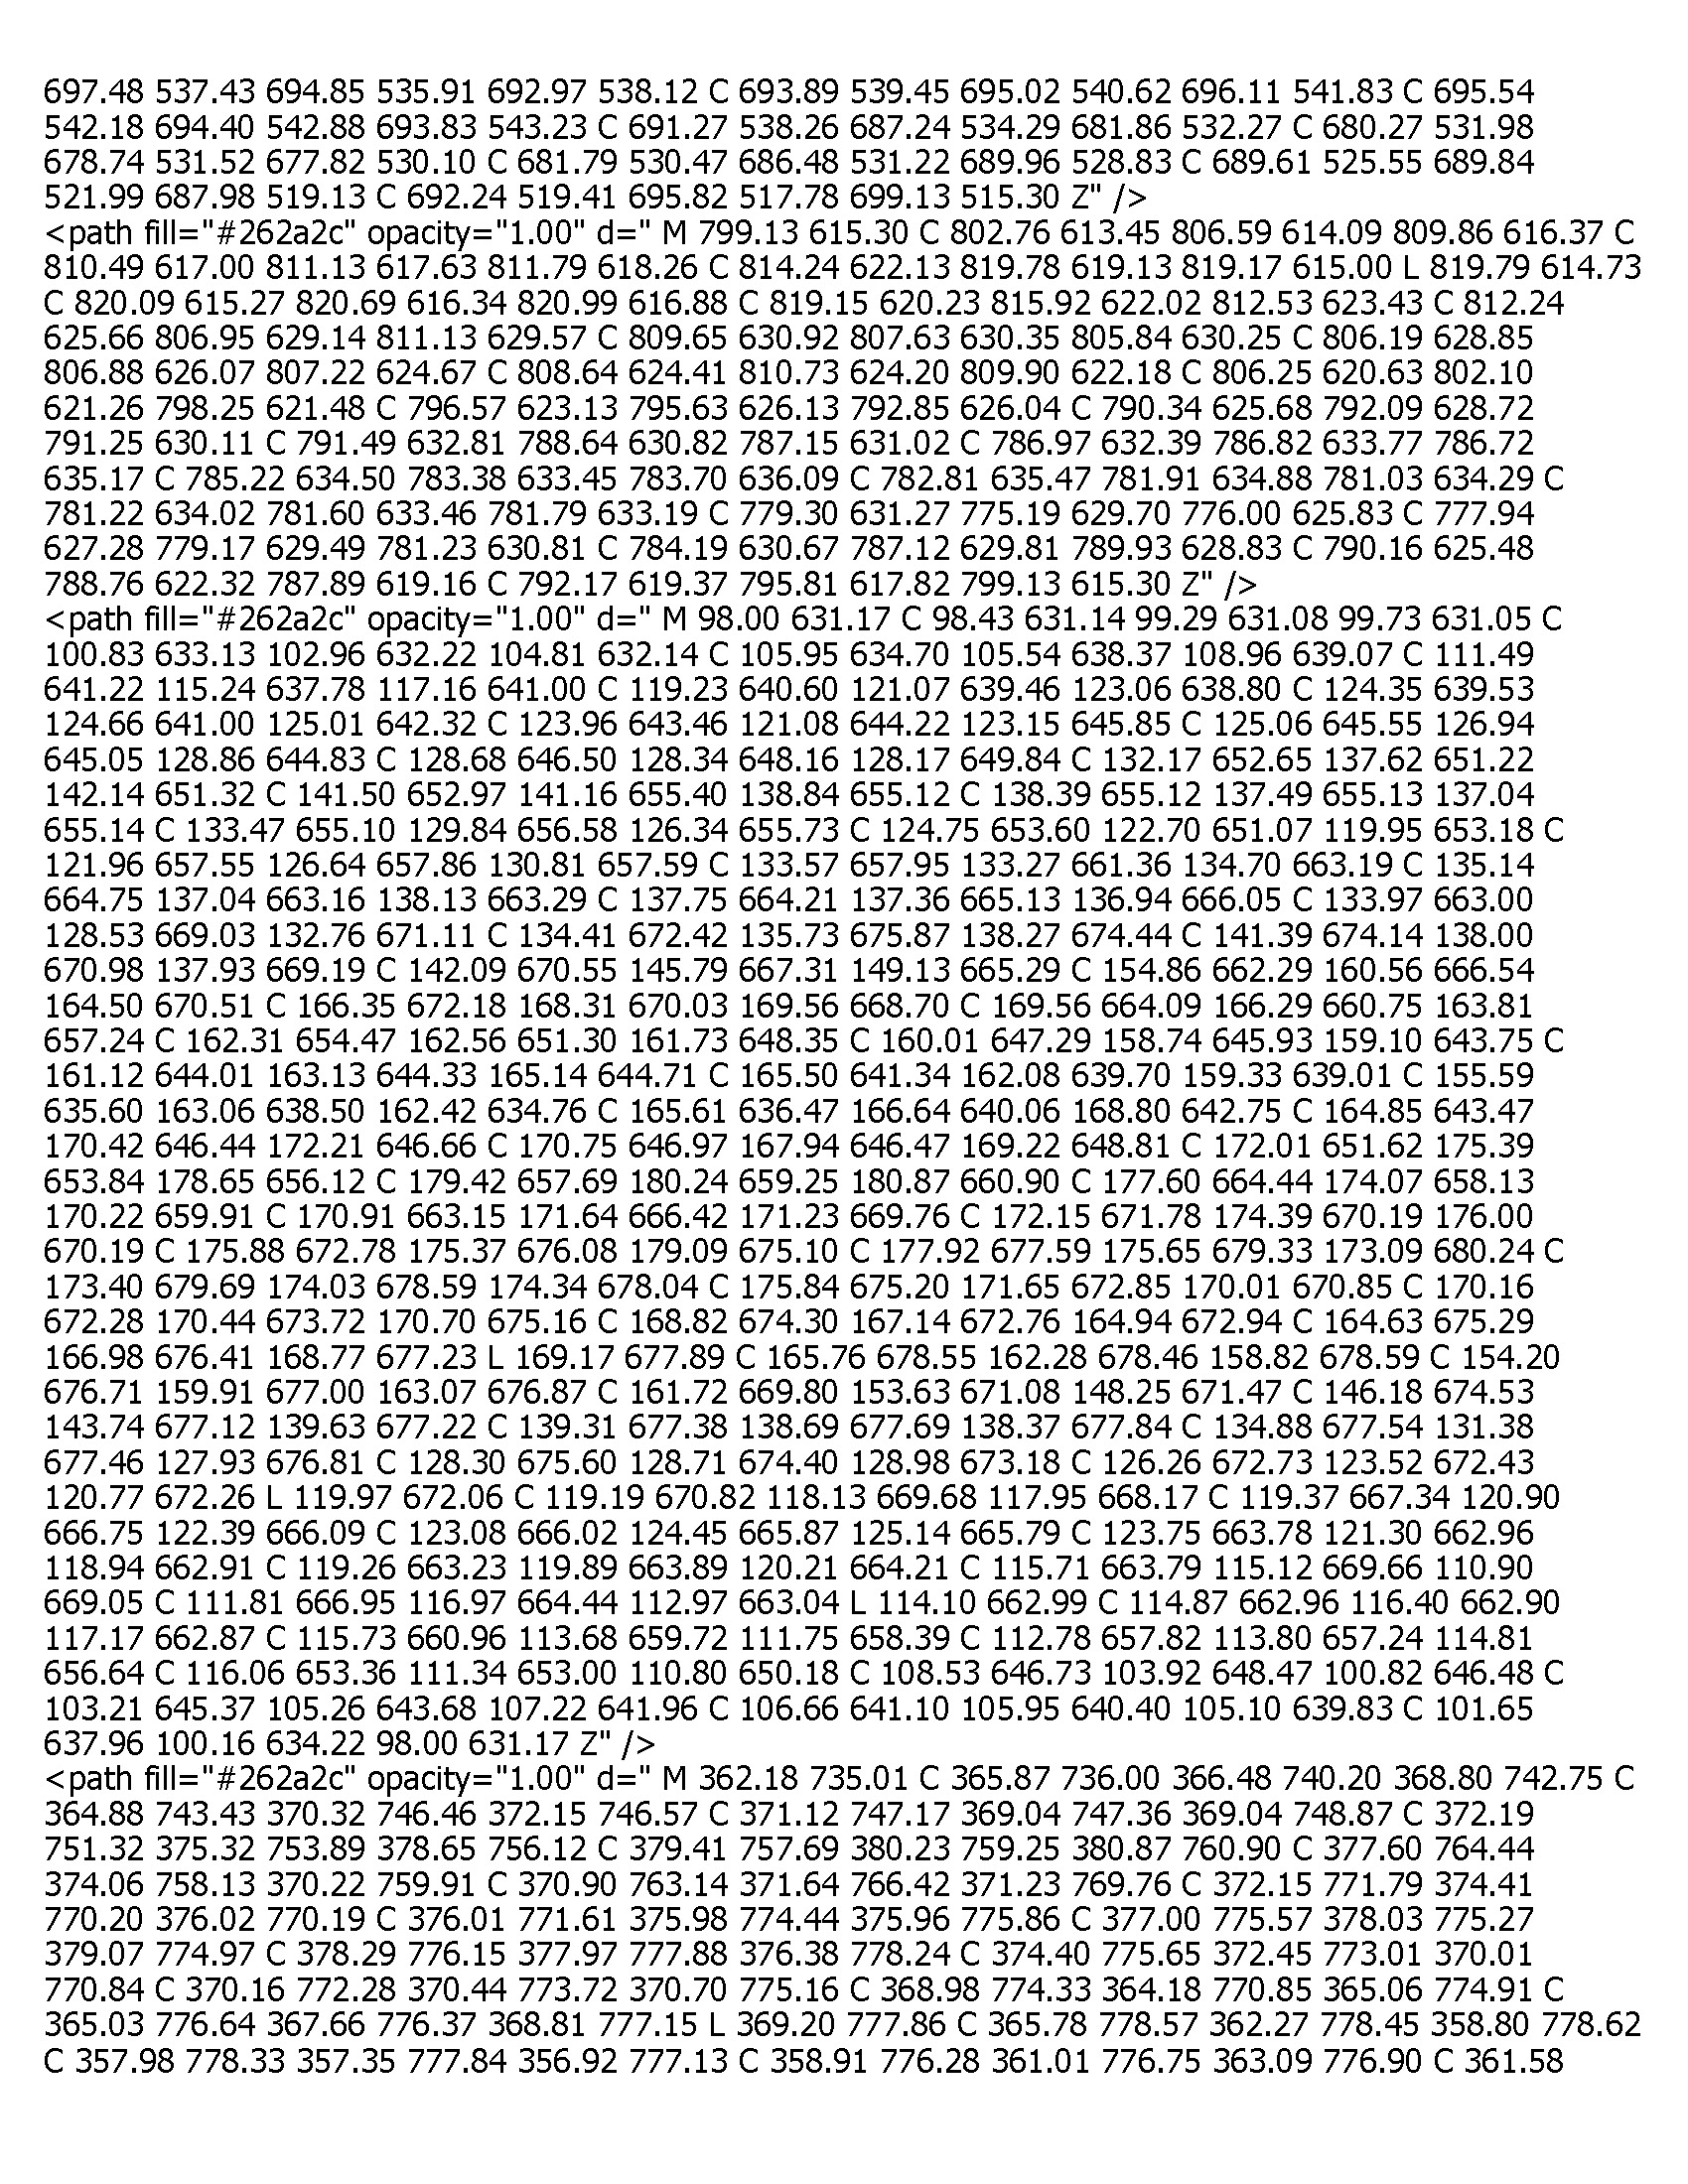 697.48 537.43 694.85 535.91 692.97 538.12 C 693.89 539.45 695.02 540.62 696.11 541.83 C 695.54
542.18 694.40 542.88 693.83 543.23 C 691.27 538.26 687.24 534.29 681.86 532.27 C 680.27 531.98
678.74 531.52 677.82 530.10 C 681.79 530.47 686.48 531.22 689.96 528.83 C 689.61 525.55 689.84
521.99 687.98 519.13 C 692.24 519.41 695.82 517.78 699.13 515.30 Z" />
<path fill="#262a2c" opacity="1.00" d=" M 799.13 615.30 C 802.76 613.45 806.59 614.09 809.86 616.37 C
810.49 617.00 811.13 617.63 811.79 618.26 C 814.24 622.13 819.78 619.13 819.17 615.00 L 819.79 614.73
C 820.09 615.27 820.69 616.34 820.99 616.88 C 819.15 620.23 815.92 622.02 812.53 623.43 C 812.24
625.66 806.95 629.14 811.13 629.57 C 809.65 630.92 807.63 630.35 805.84 630.25 C 806.19 628.85
806.88 626.07 807.22 624.67 C 808.64 624.41 810.73 624.20 809.90 622.18 C 806.25 620.63 802.10
621.26 798.25 621.48 C 796.57 623.13 795.63 626.13 792.85 626.04 C 790.34 625.68 792.09 628.72
791.25 630.11 C 791.49 632.81 788.64 630.82 787.15 631.02 C 786.97 632.39 786.82 633.77 786.72
635.17 C 785.22 634.50 783.38 633.45 783.70 636.09 C 782.81 635.47 781.91 634.88 781.03 634.29 C
781.22 634.02 781.60 633.46 781.79 633.19 C 779.30 631.27 775.19 629.70 776.00 625.83 C 777.94
627.28 779.17 629.49 781.23 630.81 C 784.19 630.67 787.12 629.81 789.93 628.83 C 790.16 625.48
788.76 622.32 787.89 619.16 C 792.17 619.37 795.81 617.82 799.13 615.30 Z" />
<path fill="#262a2c" opacity="1.00" d=" M 98.00 631.17 C 98.43 631.14 99.29 631.08 99.73 631.05 C
100.83 633.13 102.96 632.22 104.81 632.14 C 105.95 634.70 105.54 638.37 108.96 639.07 C 111.49
641.22 115.24 637.78 117.16 641.00 C 119.23 640.60 121.07 639.46 123.06 638.80 C 124.35 639.53
124.66 641.00 125.01 642.32 C 123.96 643.46 121.08 644.22 123.15 645.85 C 125.06 645.55 126.94
645.05 128.86 644.83 C 128.68 646.50 128.34 648.16 128.17 649.84 C 132.17 652.65 137.62 651.22
142.14 651.32 C 141.50 652.97 141.16 655.40 138.84 655.12 C 138.39 655.12 137.49 655.13 137.04
655.14 C 133.47 655.10 129.84 656.58 126.34 655.73 C 124.75 653.60 122.70 651.07 119.95 653.18 C
121.96 657.55 126.64 657.86 130.81 657.59 C 133.57 657.95 133.27 661.36 134.70 663.19 C 135.14
664.75 137.04 663.16 138.13 663.29 C 137.75 664.21 137.36 665.13 136.94 666.05 C 133.97 663.00
128.53 669.03 132.76 671.11 C 134.41 672.42 135.73 675.87 138.27 674.44 C 141.39 674.14 138.00
670.98 137.93 669.19 C 142.09 670.55 145.79 667.31 149.13 665.29 C 154.86 662.29 160.56 666.54
164.50 670.51 C 166.35 672.18 168.31 670.03 169.56 668.70 C 169.56 664.09 166.29 660.75 163.81
657.24 C 162.31 654.47 162.56 651.30 161.73 648.35 C 160.01 647.29 158.74 645.93 159.10 643.75 C
161.12 644.01 163.13 644.33 165.14 644.71 C 165.50 641.34 162.08 639.70 159.33 639.01 C 155.59
635.60 163.06 638.50 162.42 634.76 C 165.61 636.47 166.64 640.06 168.80 642.75 C 164.85 643.47
170.42 646.44 172.21 646.66 C 170.75 646.97 167.94 646.47 169.22 648.81 C 172.01 651.62 175.39
653.84 178.65 656.12 C 179.42 657.69 180.24 659.25 180.87 660.90 C 177.60 664.44 174.07 658.13
170.22 659.91 C 170.91 663.15 171.64 666.42 171.23 669.76 C 172.15 671.78 174.39 670.19 176.00
670.19 C 175.88 672.78 175.37 676.08 179.09 675.10 C 177.92 677.59 175.65 679.33 173.09 680.24 C
173.40 679.69 174.03 678.59 174.34 678.04 C 175.84 675.20 171.65 672.85 170.01 670.85 C 170.16
672.28 170.44 673.72 170.70 675.16 C 168.82 674.30 167.14 672.76 164.94 672.94 C 164.63 675.29
166.98 676.41 168.77 677.23 L 169.17 677.89 C 165.76 678.55 162.28 678.46 158.82 678.59 C 154.20
676.71 159.91 677.00 163.07 676.87 C 161.72 669.80 153.63 671.08 148.25 671.47 C 146.18 674.53
143.74 677.12 139.63 677.22 C 139.31 677.38 138.69 677.69 138.37 677.84 C 134.88 677.54 131.38
677.46 127.93 676.81 C 128.30 675.60 128.71 674.40 128.98 673.18 C 126.26 672.73 123.52 672.43
120.77 672.26 L 119.97 672.06 C 119.19 670.82 118.13 669.68 117.95 668.17 C 119.37 667.34 120.90
666.75 122.39 666.09 C 123.08 666.02 124.45 665.87 125.14 665.79 C 123.75 663.78 121.30 662.96
118.94 662.91 C 119.26 663.23 119.89 663.89 120.21 664.21 C 115.71 663.79 115.12 669.66 110.90
669.05 C 111.81 666.95 116.97 664.44 112.97 663.04 L 114.10 662.99 C 114.87 662.96 116.40 662.90
117.17 662.87 C 115.73 660.96 113.68 659.72 111.75 658.39 C 112.78 657.82 113.80 657.24 114.81
656.64 C 116.06 653.36 111.34 653.00 110.80 650.18 C 108.53 646.73 103.92 648.47 100.82 646.48 C
103.21 645.37 105.26 643.68 107.22 641.96 C 106.66 641.10 105.95 640.40 105.10 639.83 C 101.65
637.96 100.16 634.22 98.00 631.17 Z" />
<path fill="#262a2c" opacity="1.00" d=" M 362.18 735.01 C 365.87 736.00 366.48 740.20 368.80 742.75 C
364.88 743.43 370.32 746.46 372.15 746.57 C 371.12 747.17 369.04 747.36 369.04 748.87 C 372.19
751.32 375.32 753.89 378.65 756.12 C 379.41 757.69 380.23 759.25 380.87 760.90 C 377.60 764.44
374.06 758.13 370.22 759.91 C 370.90 763.14 371.64 766.42 371.23 769.76 C 372.15 771.79 374.41
770.20 376.02 770.19 C 376.01 771.61 375.98 774.44 375.96 775.86 C 377.00 775.57 378.03 775.27
379.07 774.97 C 378.29 776.15 377.97 777.88 376.38 778.24 C 374.40 775.65 372.45 773.01 370.01
770.84 C 370.16 772.28 370.44 773.72 370.70 775.16 C 368.98 774.33 364.18 770.85 365.06 774.91 C
365.03 776.64 367.66 776.37 368.81 777.15 L 369.20 777.86 C 365.78 778.57 362.27 778.45 358.80 778.62
C 357.98 778.33 357.35 777.84 356.92 777.13 C 358.91 776.28 361.01 776.75 363.09 776.90 C 361.58